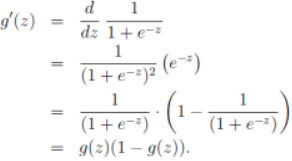 g′(z) = d/dz 1/(1 + e^{−z})
= 1/(1 + e^{−z})² (e^{−z})
= 1/(1 + e^{−z}) · (1 − 1/(1 + e^{−z}))
= g(z)(1 − g(z)).